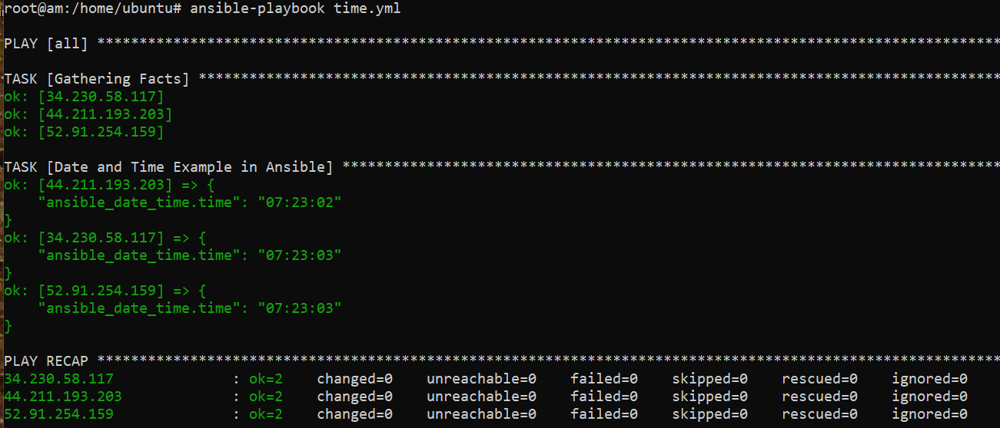 root@am:/home/ubuntu# ansible-playbook time.yml
PLAY [all] ***********************************************************************************************************
TASK [Gathering Facts] ***********************************************************************************************
ok: [34.230.58.117]
ok: [44.211.193.203]
ok: [52.91.254.159]
TASK [Date and Time Example in Ansible] ******************************************************************************
ok: [44.211.193.203] => {
    "ansible_date_time.time": "07:23:02"
}
ok: [34.230.58.117] => {
    "ansible_date_time.time": "07:23:03"
}
ok: [52.91.254.159] => {
    "ansible_date_time.time": "07:23:03"
}
PLAY RECAP ***********************************************************************************************************
34.230.58.117              : ok=2    changed=0    unreachable=0    failed=0    skipped=0    rescued=0    ignored=0
44.211.193.203             : ok=2    changed=0    unreachable=0    failed=0    skipped=0    rescued=0    ignored=0
52.91.254.159              : ok=2    changed=0    unreachable=0    failed=0    skipped=0    rescued=0    ignored=0